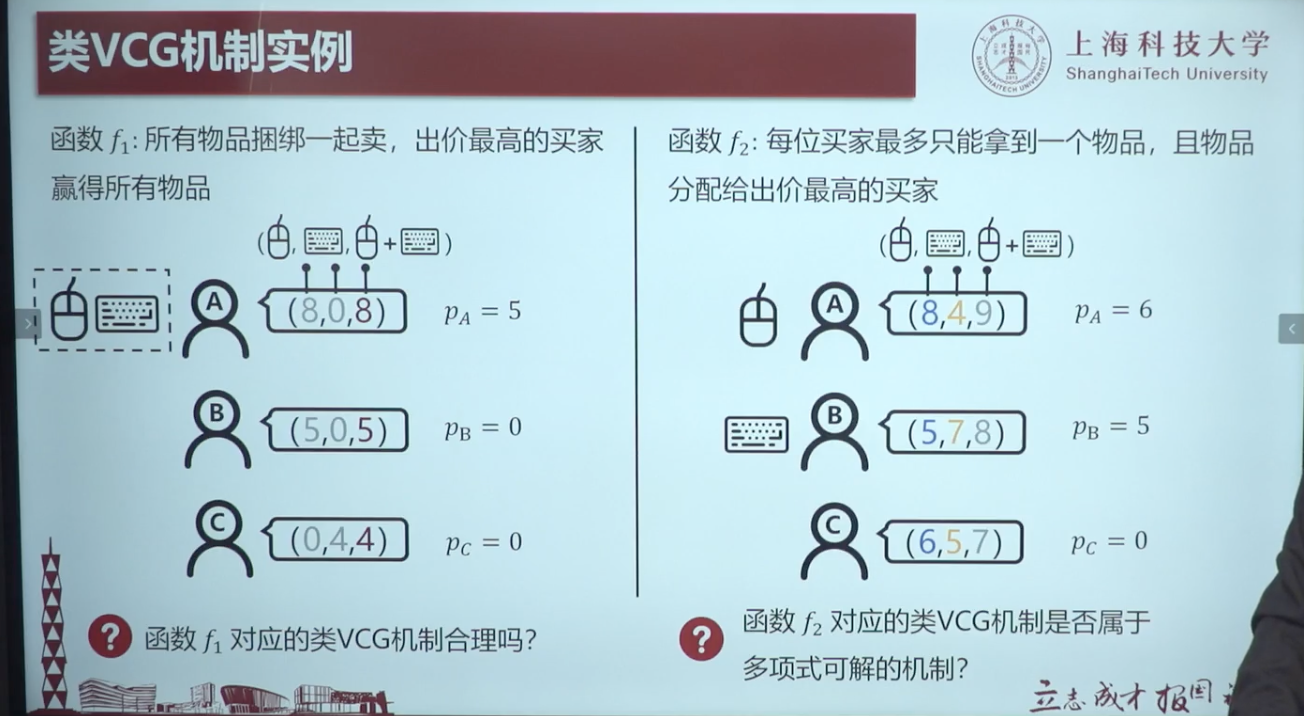 类VCG机制实例
上海科技大学
ShanghaiTech University
函数 f₁: 所有物品捆绑一起卖，出价最高的买家
赢得所有物品
( , , + )
A
(8,0,8)
p_A = 5
B
(5,0,5)
p_B = 0
C
(0,4,4)
p_C = 0
? 函数 f₁ 对应的类VCG机制合理吗?
函数 f₂: 每位买家最多只能拿到一个物品，且物品
分配给出价最高的买家
( , , + )
A
(8,4,9)
p_A = 6
B
(5,7,8)
p_B = 5
C
(6,5,7)
p_C = 0
? 函数 f₂ 对应的类VCG机制是否属于
多项式可解的机制?
立志成才报国